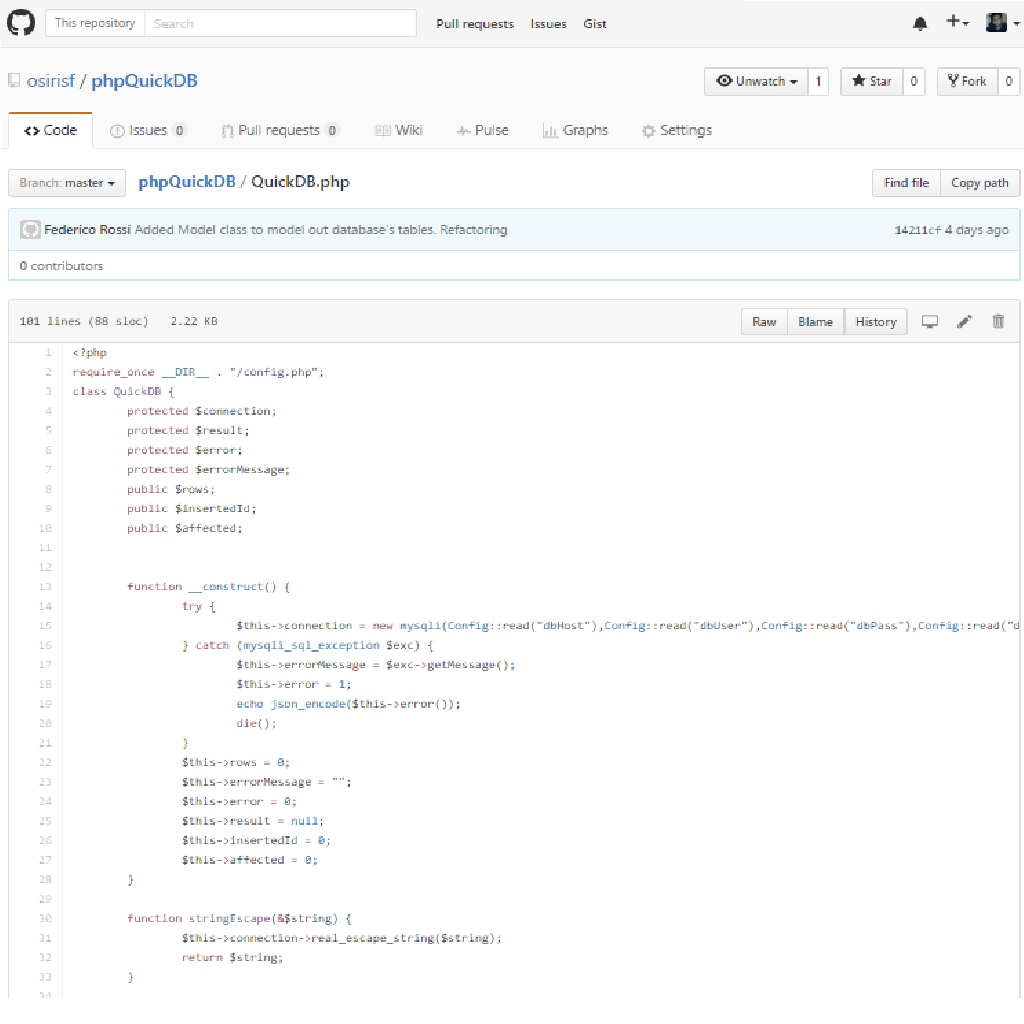 This repository Search Pull requests Issues Gist
osirisf / phpQuickDB Unwatch 1 Star 0 Fork 0
Code Issues 0 Pull requests 0 Wiki Pulse Graphs Settings
Branch: master phpQuickDB / QuickDB.php Find file Copy path
Federico Rossi Added Model class to model out database's tables. Refactoring 14211cf 4 days ago
0 contributors
101 lines (88 sloc) 2.22 KB Raw Blame History
1 <?php
2 require_once __DIR__ . "/config.php";
3 class QuickDB {
4 protected $connection;
5 protected $result;
6 protected $error;
7 protected $errorMessage;
8 public $rows;
9 public $insertedId;
10 public $affected;
11
12
13 function __construct() {
14 try {
15 $this->connection = new mysqli(Config::read("dbHost"),Config::read("dbUser"),Config::read("dbPass"),Config::read("d
16 } catch (mysqli_sql_exception $exc) {
17 $this->errorMessage = $exc->getMessage();
18 $this->error = 1;
19 echo json_encode($this->error());
20 die();
21 }
22 $this->rows = 0;
23 $this->errorMessage = "";
24 $this->error = 0;
25 $this->result = null;
26 $this->insertedId = 0;
27 $this->affected = 0;
28 }
29
30 function stringEscape(&$string) {
31 $this->connection->real_escape_string($string);
32 return $string;
33 }
34